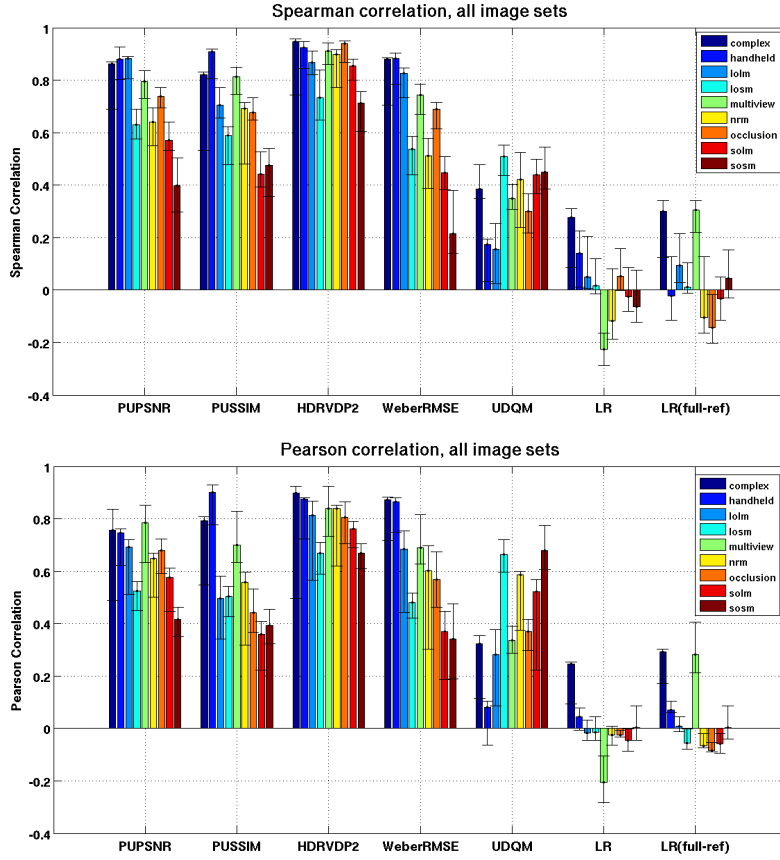 Spearman correlation, all image sets
Spearman Correlation
1
0.8
0.6
0.4
0.2
0
-0.2
-0.4
complex
handheld
lolm
losm
multiview
nrm
occlusion
solm
sosm
PUPSNR PUSSIM HDRVDP2 WeberRMSE UDQM LR LR(full-ref)
Pearson correlation, all image sets
Pearson Correlation
1
0.8
0.6
0.4
0.2
0
-0.2
-0.4
complex
handheld
lolm
losm
multiview
nrm
occlusion
solm
sosm
PUPSNR PUSSIM HDRVDP2 WeberRMSE UDQM LR LR(full-ref)